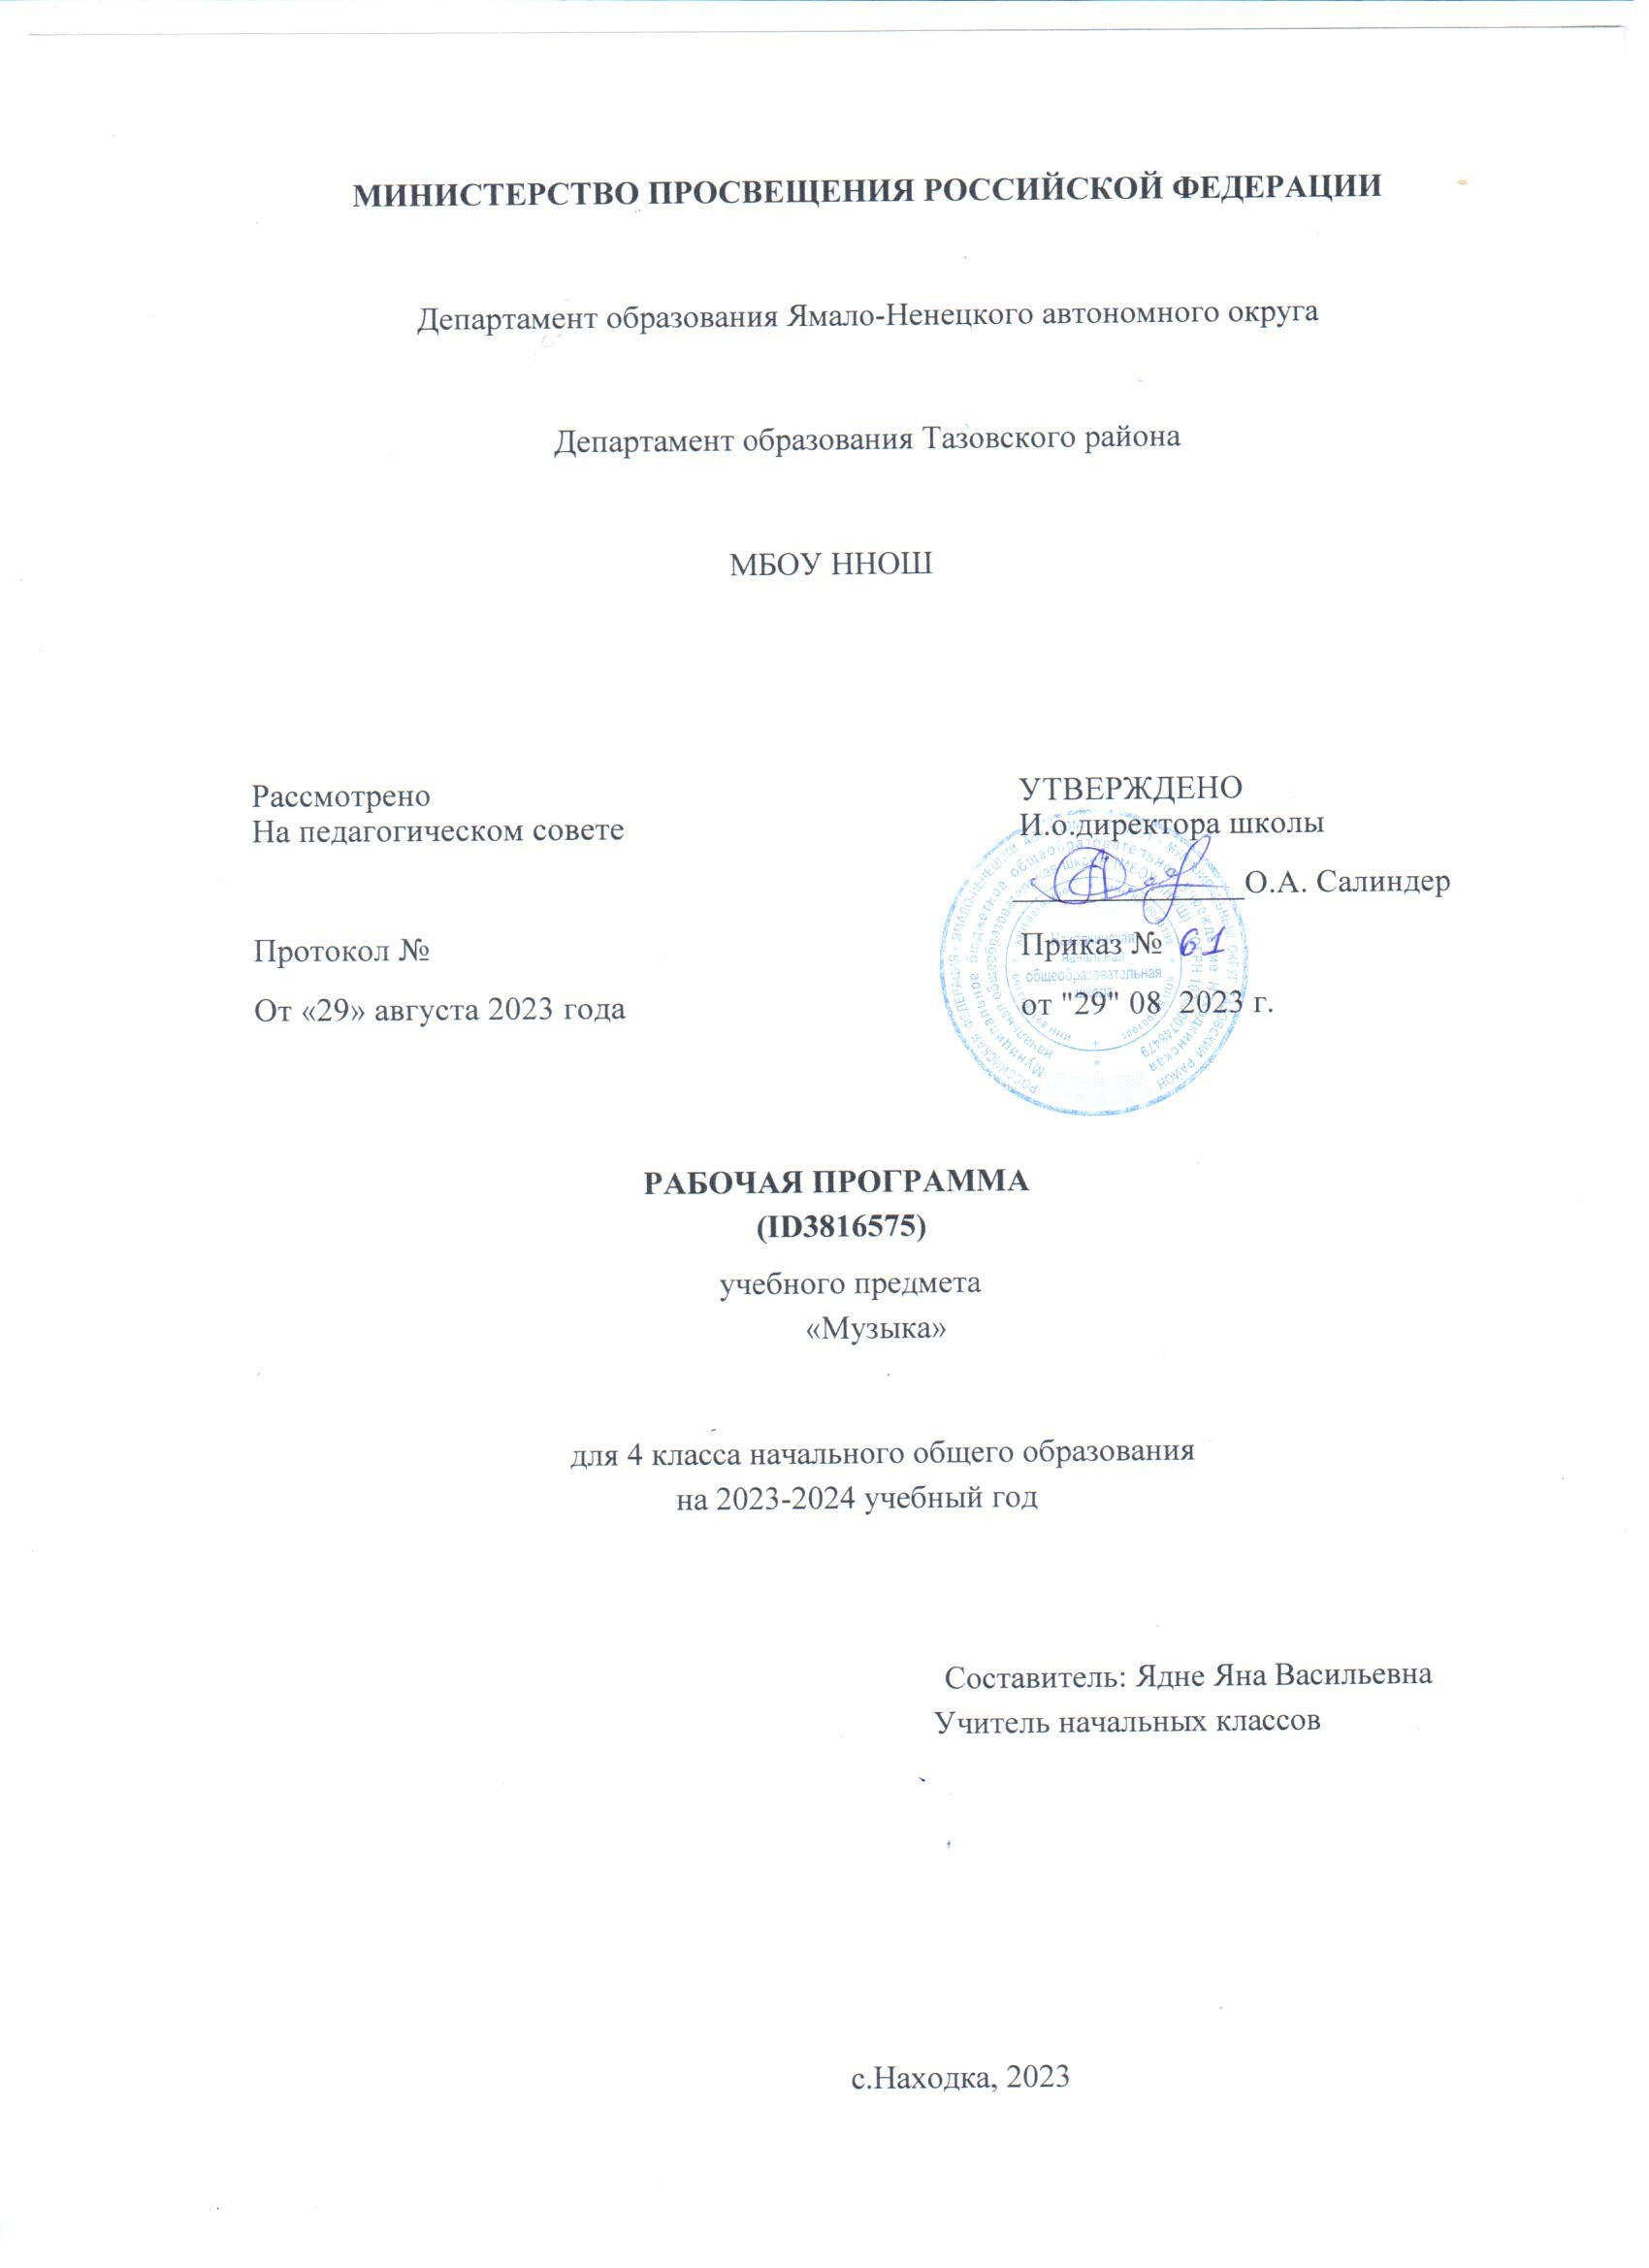 МИНИСТЕРСТВО ПРОСВЕЩЕНИЯ РОССИЙСКОЙ ФЕДЕРАЦИИ
Департамент образования Ямало-Ненецкого автономного округа
Департамент образования Тазовского района
МБОУ ННОШ
Рассмотрено
На педагогическом совете
Протокол №
От «29» августа 2023 года
УТВЕРЖДЕНО
И.о.директора школы
О.А. Салиндер
Приказ № 61
от "29" 08 2023 г.
общеобразовательная
РАБОЧАЯ ПРОГРАММА
(ID3816575)
учебного предмета
«Музыка»
для 4 класса начального общего образования
на 2023-2024 учебный год
Составитель: Ядне Яна Васильевна
Учитель начальных классов
с.Находка, 2023